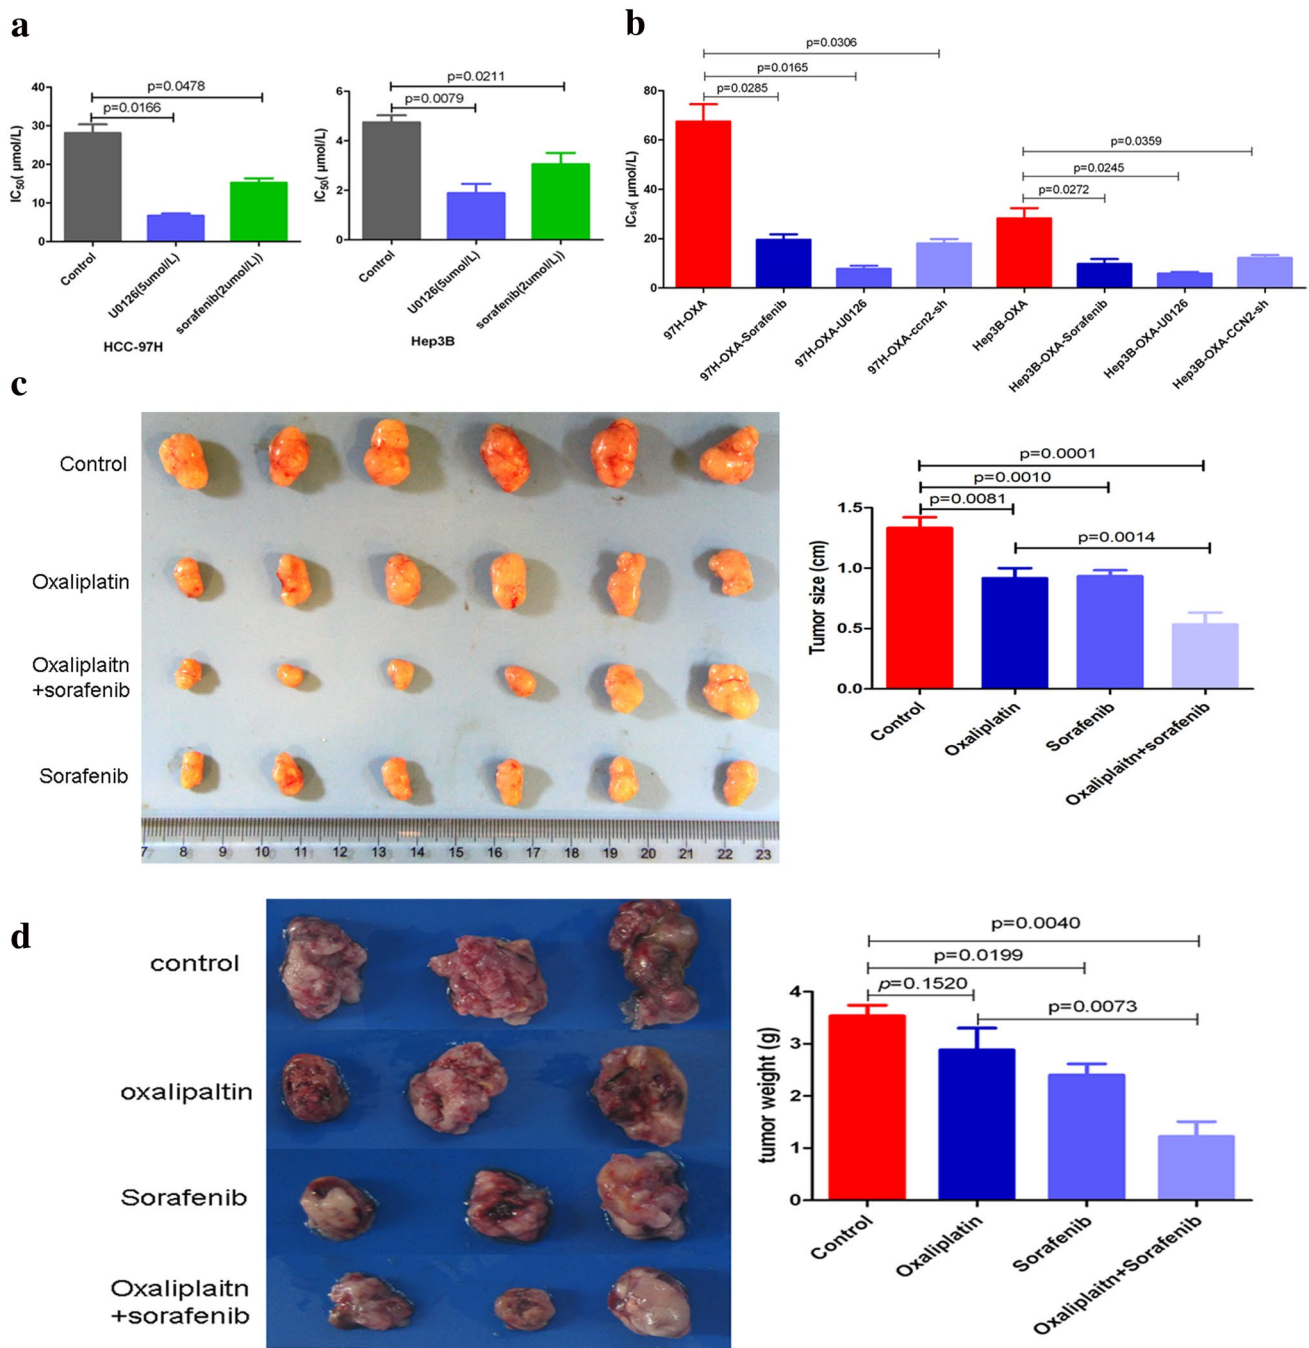 a
p=0.0478
p=0.0166
IC50( μmol/L)
40
30
20
10
0
Control
U0126(5umol/L)
sorafenib(2umol/L))
HCC-97H
p=0.0211
p=0.0079
IC50( μmol/L)
6
4
2
0
Control
U0126(5umol/L)
sorafenib(2umol/L))
Hep3B
b
p=0.0306
p=0.0165
p=0.0285
p=0.0359
p=0.0245
p=0.0272
IC50( μmol/L)
80
60
40
20
0
97H-OXA
97H-OXA-Sorafenib
97H-OXA-U0126
97H-OXA-ccn2-sh
Hep3B-OXA
Hep3B-OXA-Sorafenib
Hep3B-OXA-U0126
Hep3B-OXA-CCN2-sh
c
Control
Oxaliplatin
Oxaliplaitn
+sorafenib
Sorafenib
7 8 9 10 11 12 13 14 15 16 17 18 19 20 21 22 23
p=0.0001
p=0.0010
p=0.0081
p=0.0014
Tumor size (cm)
1.5
1.0
0.5
0.0
Control
Oxaliplatin
Sorafenib
Oxaliplaitn+sorafenib
d
control
oxalipaltin
Sorafenib
Oxaliplaitn
+sorafenib
p=0.0040
p=0.0199
p=0.1520
p=0.0073
tumor weight (g)
4
3
2
1
0
Control
Oxaliplatin
Sorafenib
Oxaliplaitn+Sorafenib